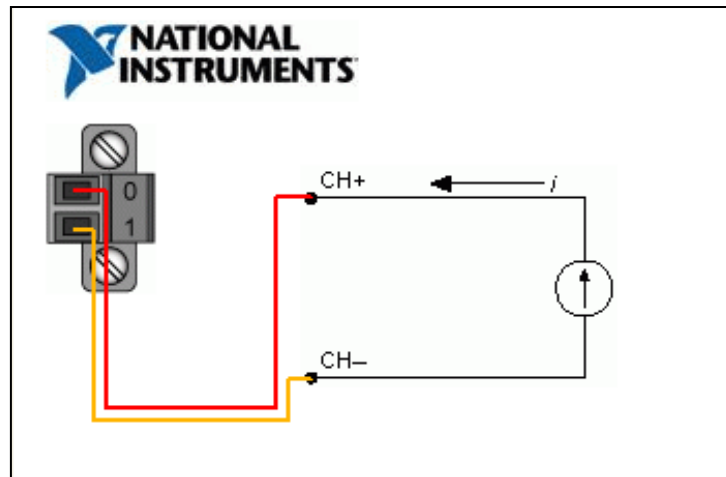 NATIONAL
INSTRUMENTS
0
1
CH+
i
CH–